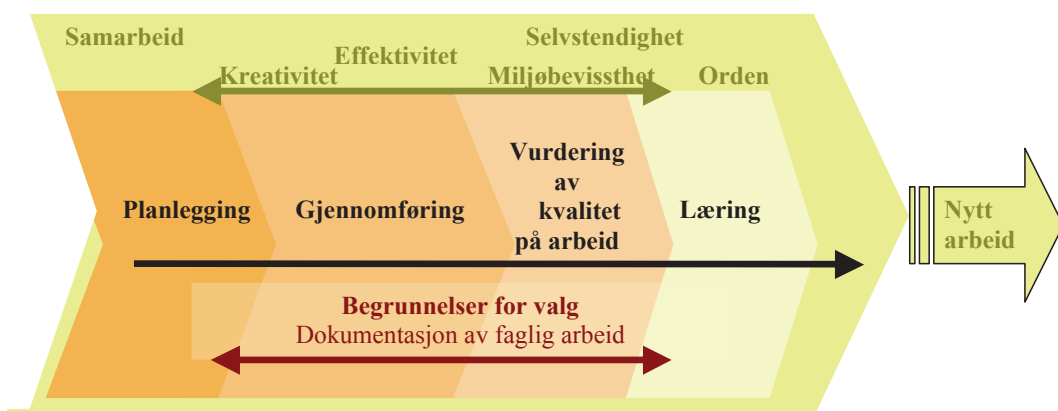 Samarbeid
Effektivitet
Selvstendighet
Kreativitet
Miljøbevissthet
Orden
Planlegging
Gjennomføring
Vurdering
av
kvalitet
på arbeid
Læring
Nytt
arbeid
Begrunnelser for valg
Dokumentasjon av faglig arbeid